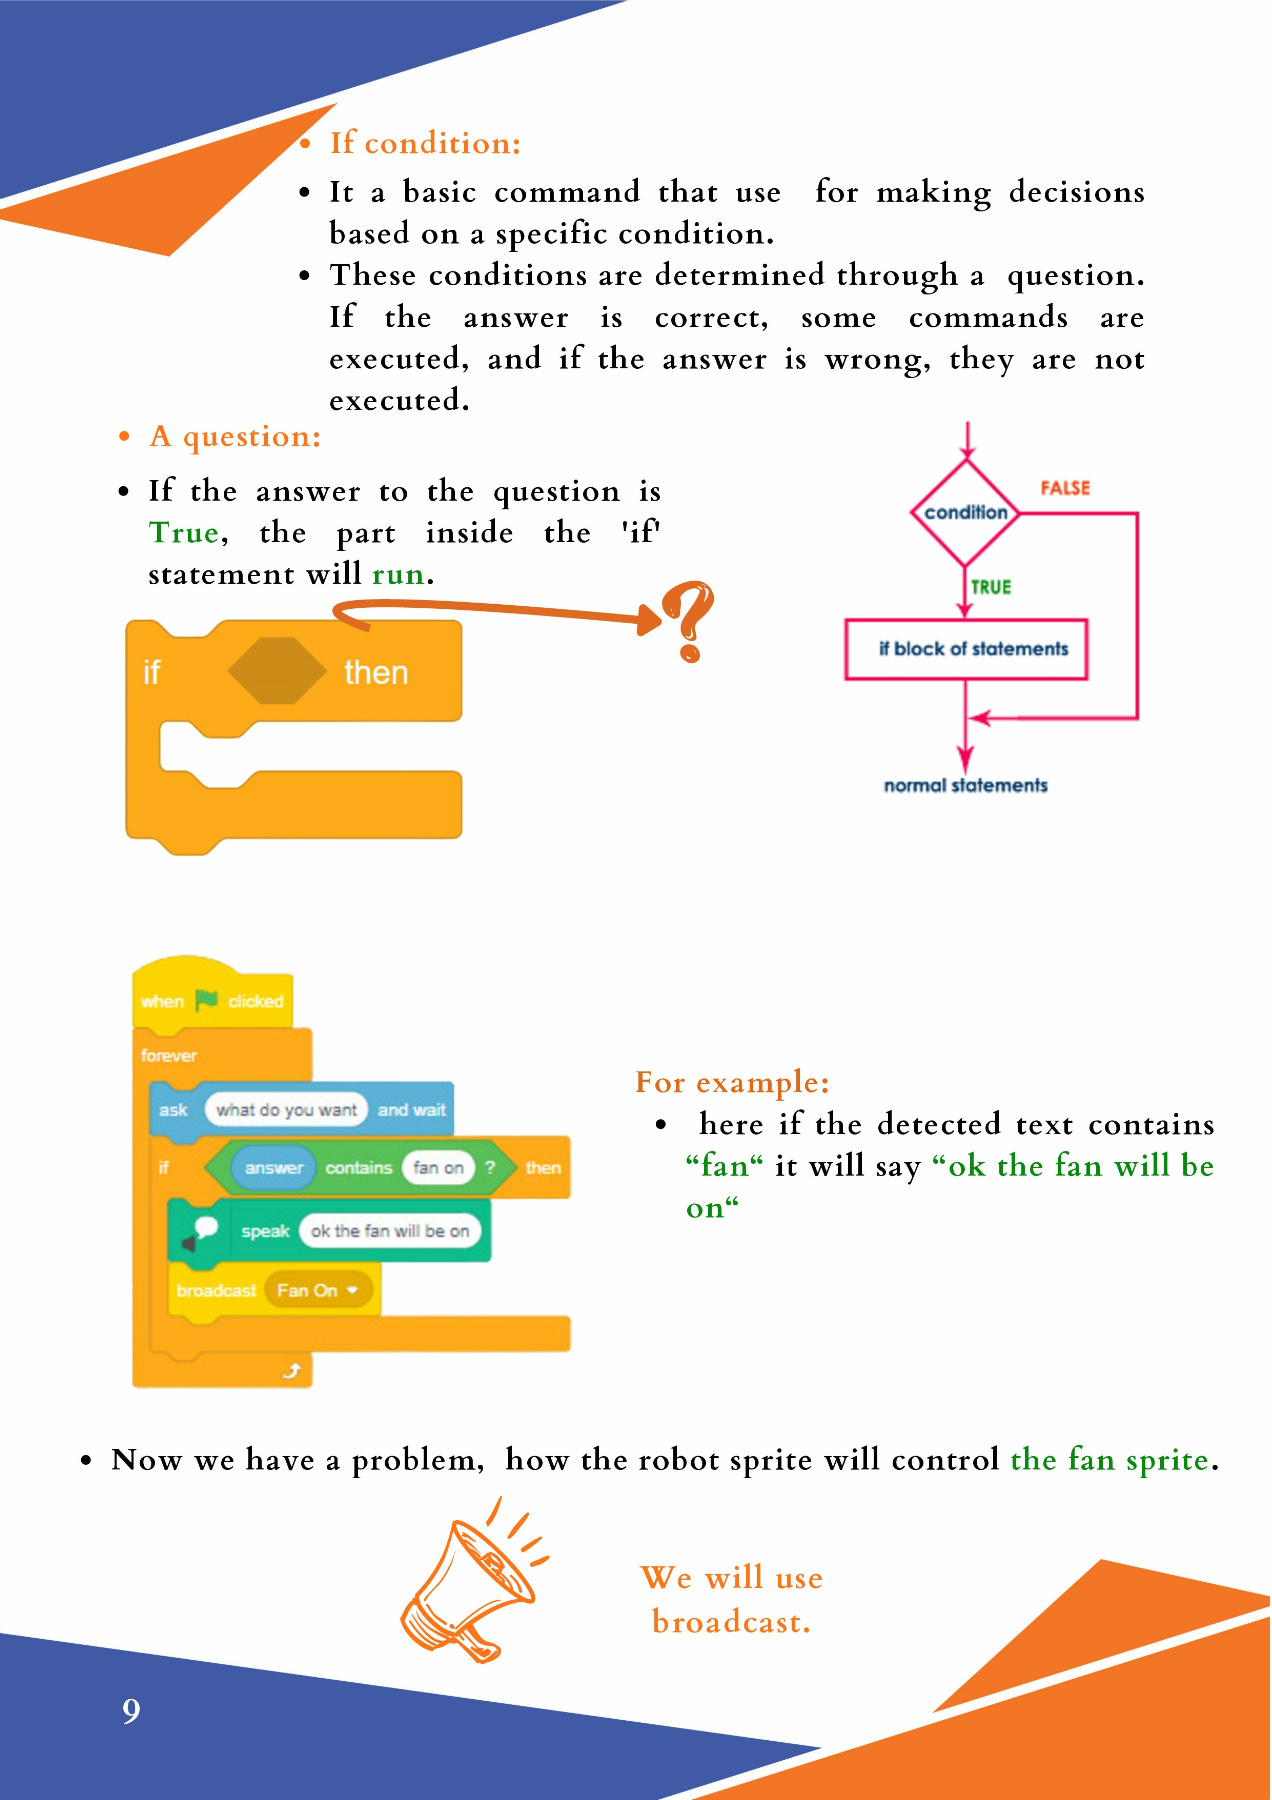 • If condition:
• It a basic command that use for making decisions
based on a specific condition.
• These conditions are determined through a question.
If the answer is correct, some commands are
executed, and if the answer is wrong, they are not
executed.
• A question:
• If the answer to the question is
True, the part inside the 'if'
statement will run.
?
if then
condition
FALSE
TRUE
if block of statements
normal statements
when clicked
forever
ask what do you want and wait
if answer contains fan on ? then
speak ok the fan will be on
broadcast Fan On
For example:
• here if the detected text contains
“fan“ it will say “ok the fan will be
on“
• Now we have a problem, how the robot sprite will control the fan sprite.
We will use
broadcast.
9